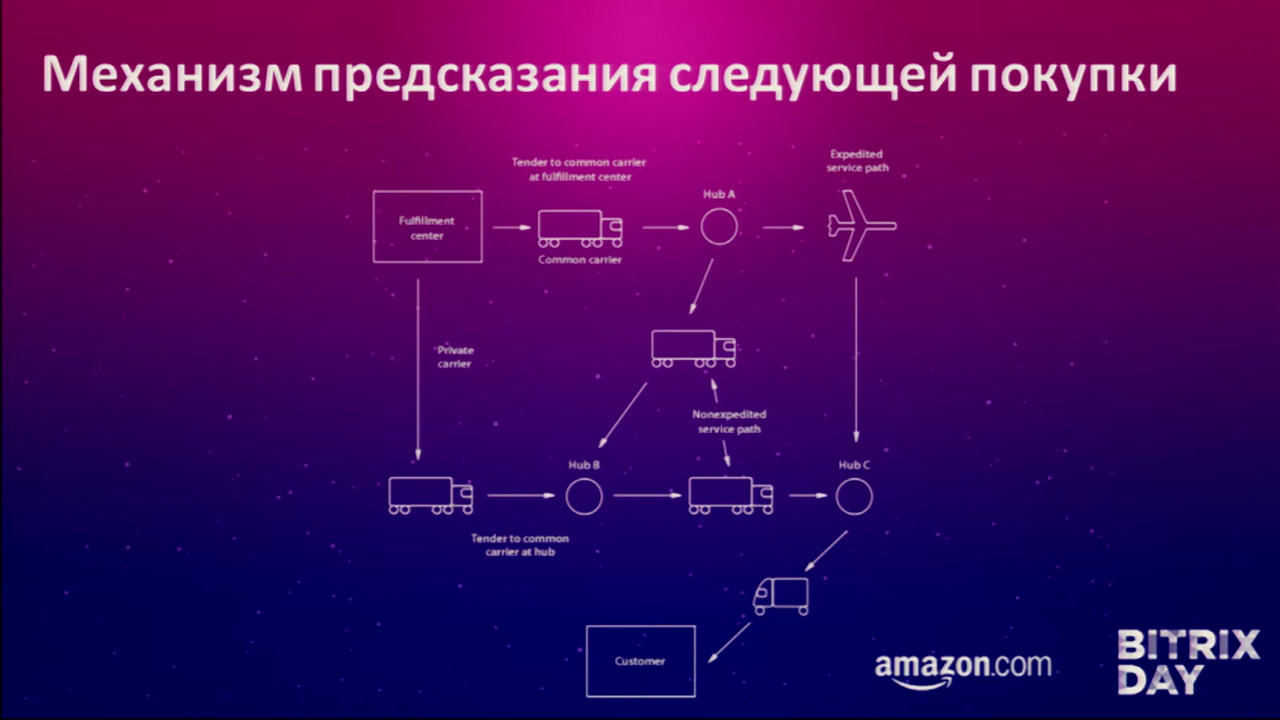 Механизм предсказания следующей покупки
Tender to common carrier
at fulfillment center
Expedited
service path
Hub A
Fulfillment
center
Common carrier
Private
carrier
Nonexpedited
service path
Hub B
Hub C
Tender to common
carrier at hub
Customer
amazon.com
BITRIX
DAY